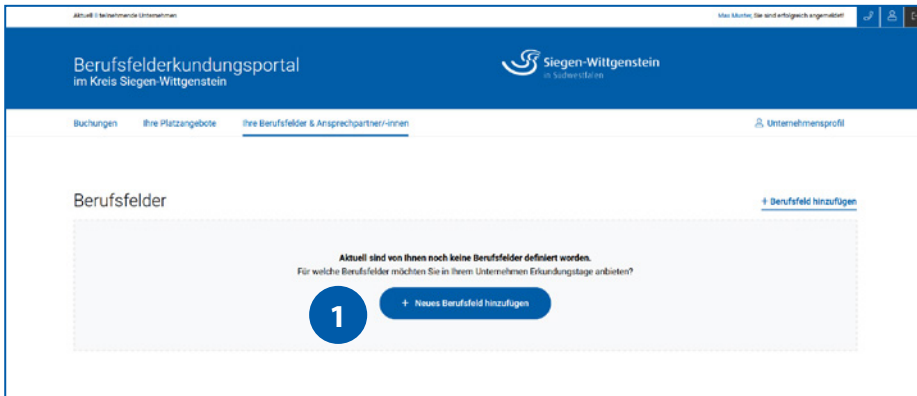 Aktuell 0 teilnehmende Unternehmen
Max Muster, Sie sind erfolgreich angemeldet!
Berufsfelderkundungsportal
im Kreis Siegen-Wittgenstein
Siegen-Wittgenstein
in Südwestfalen
Buchungen
Ihre Platzangebote
Ihre Berufsfelder & Ansprechpartner/-innen
Unternehmensprofil
Berufsfelder
+ Berufsfeld hinzufügen
Aktuell sind von Ihnen noch keine Berufsfelder definiert worden.
Für welche Berufsfelder möchten Sie in Ihrem Unternehmen Erkundungstage anbieten?
1
+ Neues Berufsfeld hinzufügen